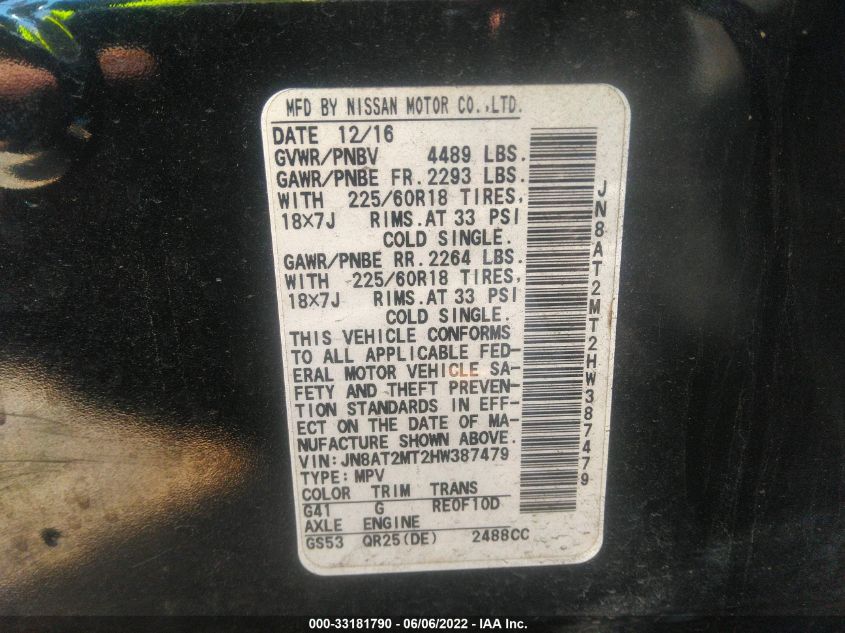 MFD BY NISSAN MOTOR CO.,LTD.
DATE 12/16
GVWR/PNBV 4489 LBS.
GAWR/PNBE FR. 2293 LBS.
WITH 225/60R18 TIRES,
18×7J RIMS. AT 33 PSI
COLD SINGLE.
GAWR/PNBE RR. 2264 LBS.
WITH 225/60R18 TIRES,
18×7J RIMS. AT 33 PSI
COLD SINGLE.
THIS VEHICLE CONFORMS
TO ALL APPLICABLE FED-
ERAL MOTOR VEHICLE SA-
FETY AND THEFT PREVEN-
TION STANDARDS IN EFF-
ECT ON THE DATE OF MA-
NUFACTURE SHOWN ABOVE.
VIN: JN8AT2MT2HW387479
TYPE: MPV
COLOR TRIM TRANS
G41 G RE0F10D
AXLE ENGINE
GS53 QR25(DE) 2488CC
JN8AT2MT2HW387479
000-33181790 - 06/06/2022 - IAA Inc.